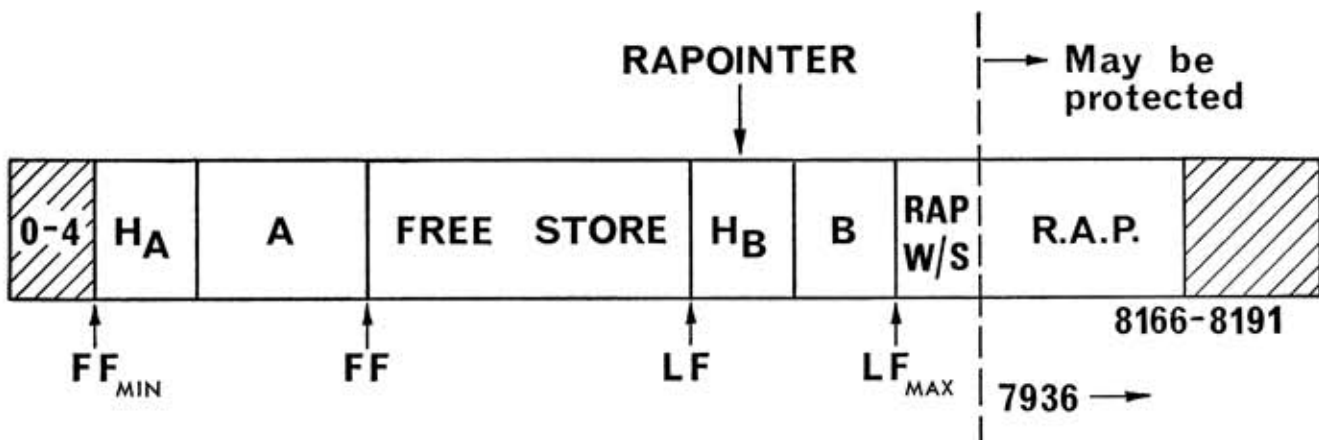 RAPOINTER
May be
protected
0-4 HA A FREE STORE HB B RAP W/S R.A.P.
8166-8191
FFMIN FF LF LFMAX
7936